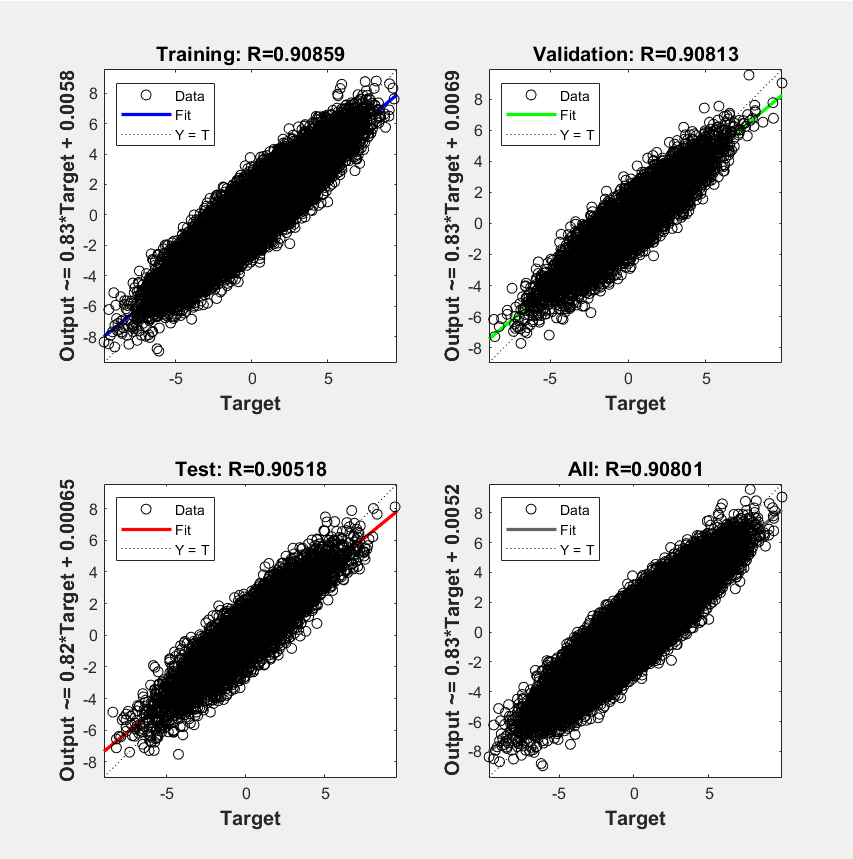 Training: R=0.90859
Output ~= 0.83*Target + 0.0058
8
6
4
2
0
-2
-4
-6
-8
Data
Fit
Y = T
-5
0
5
Target
Validation: R=0.90813
Output ~= 0.83*Target + 0.0069
8
6
4
2
0
-2
-4
-6
-8
Data
Fit
Y = T
-5
0
5
Target
Test: R=0.90518
Output ~= 0.82*Target + 0.00065
8
6
4
2
0
-2
-4
-6
-8
Data
Fit
Y = T
-5
0
5
Target
All: R=0.90801
Output ~= 0.83*Target + 0.0052
8
6
4
2
0
-2
-4
-6
-8
Data
Fit
Y = T
-5
0
5
Target